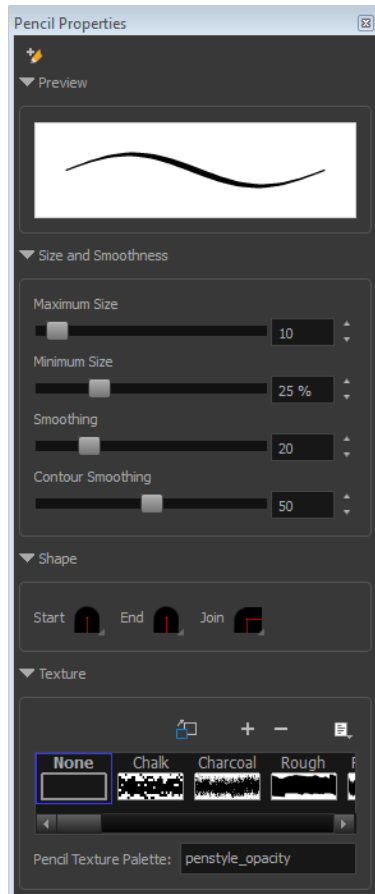 Pencil Properties
Preview
Size and Smoothness
Maximum Size
10
Minimum Size
25 %
Smoothing
20
Contour Smoothing
50
Shape
Start End Join
Texture
None Chalk Charcoal Rough
Pencil Texture Palette: penstyle_opacity